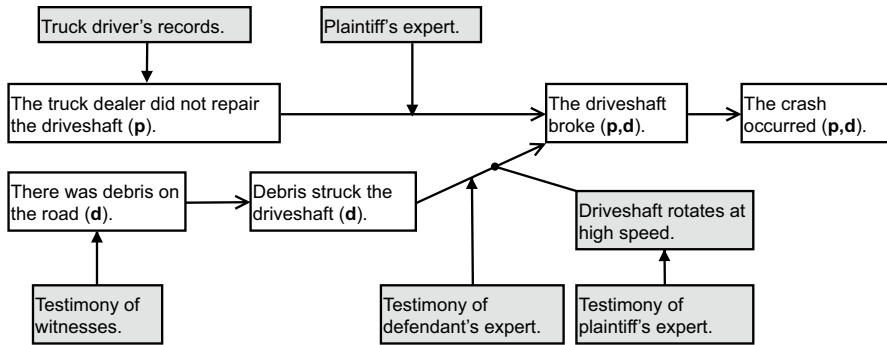 Truck driver's records.
Plaintiff's expert.
The truck dealer did not repair
the driveshaft (p).
The driveshaft
broke (p,d).
The crash
occurred (p,d).
There was debris on
the road (d).
Debris struck the
driveshaft (d).
Driveshaft rotates at
high speed.
Testimony of
witnesses.
Testimony of
defendant's expert.
Testimony of
plaintiff's expert.